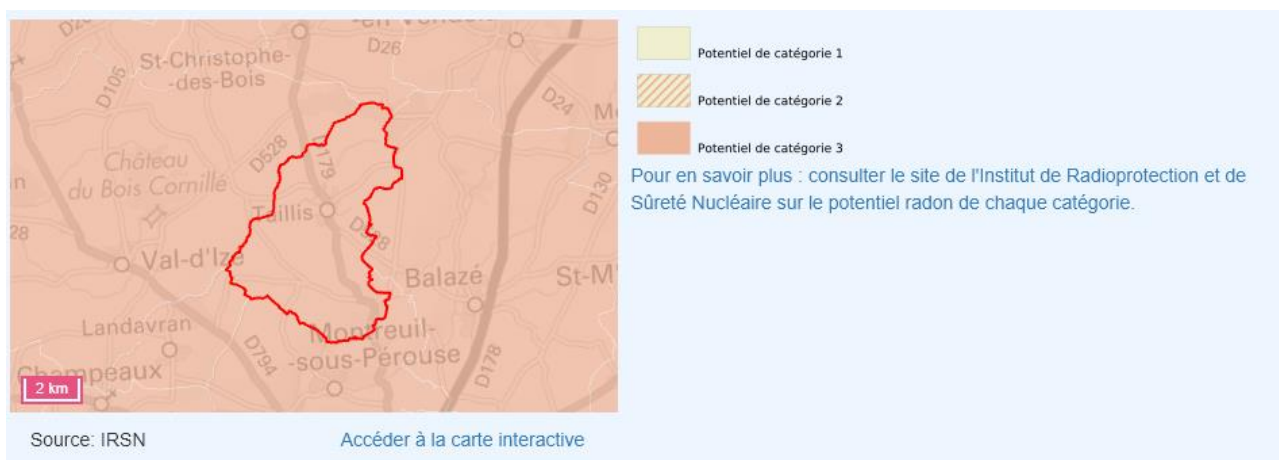 D26
St-Christophe-
-des-Bois
D105
D24
Château
du Bois Cornillé
D528
D179
D130
Taillis
28
Val-d'Izé
Balazé
St-M'
Landavran
Montreuil-
-sous-Pérouse
D794
D178
Champeaux
2 km
Source: IRSN
Accéder à la carte interactive
Potentiel de catégorie 1
Potentiel de catégorie 2
Potentiel de catégorie 3
Pour en savoir plus : consulter le site de l'Institut de Radioprotection et de
Sûreté Nucléaire sur le potentiel radon de chaque catégorie.